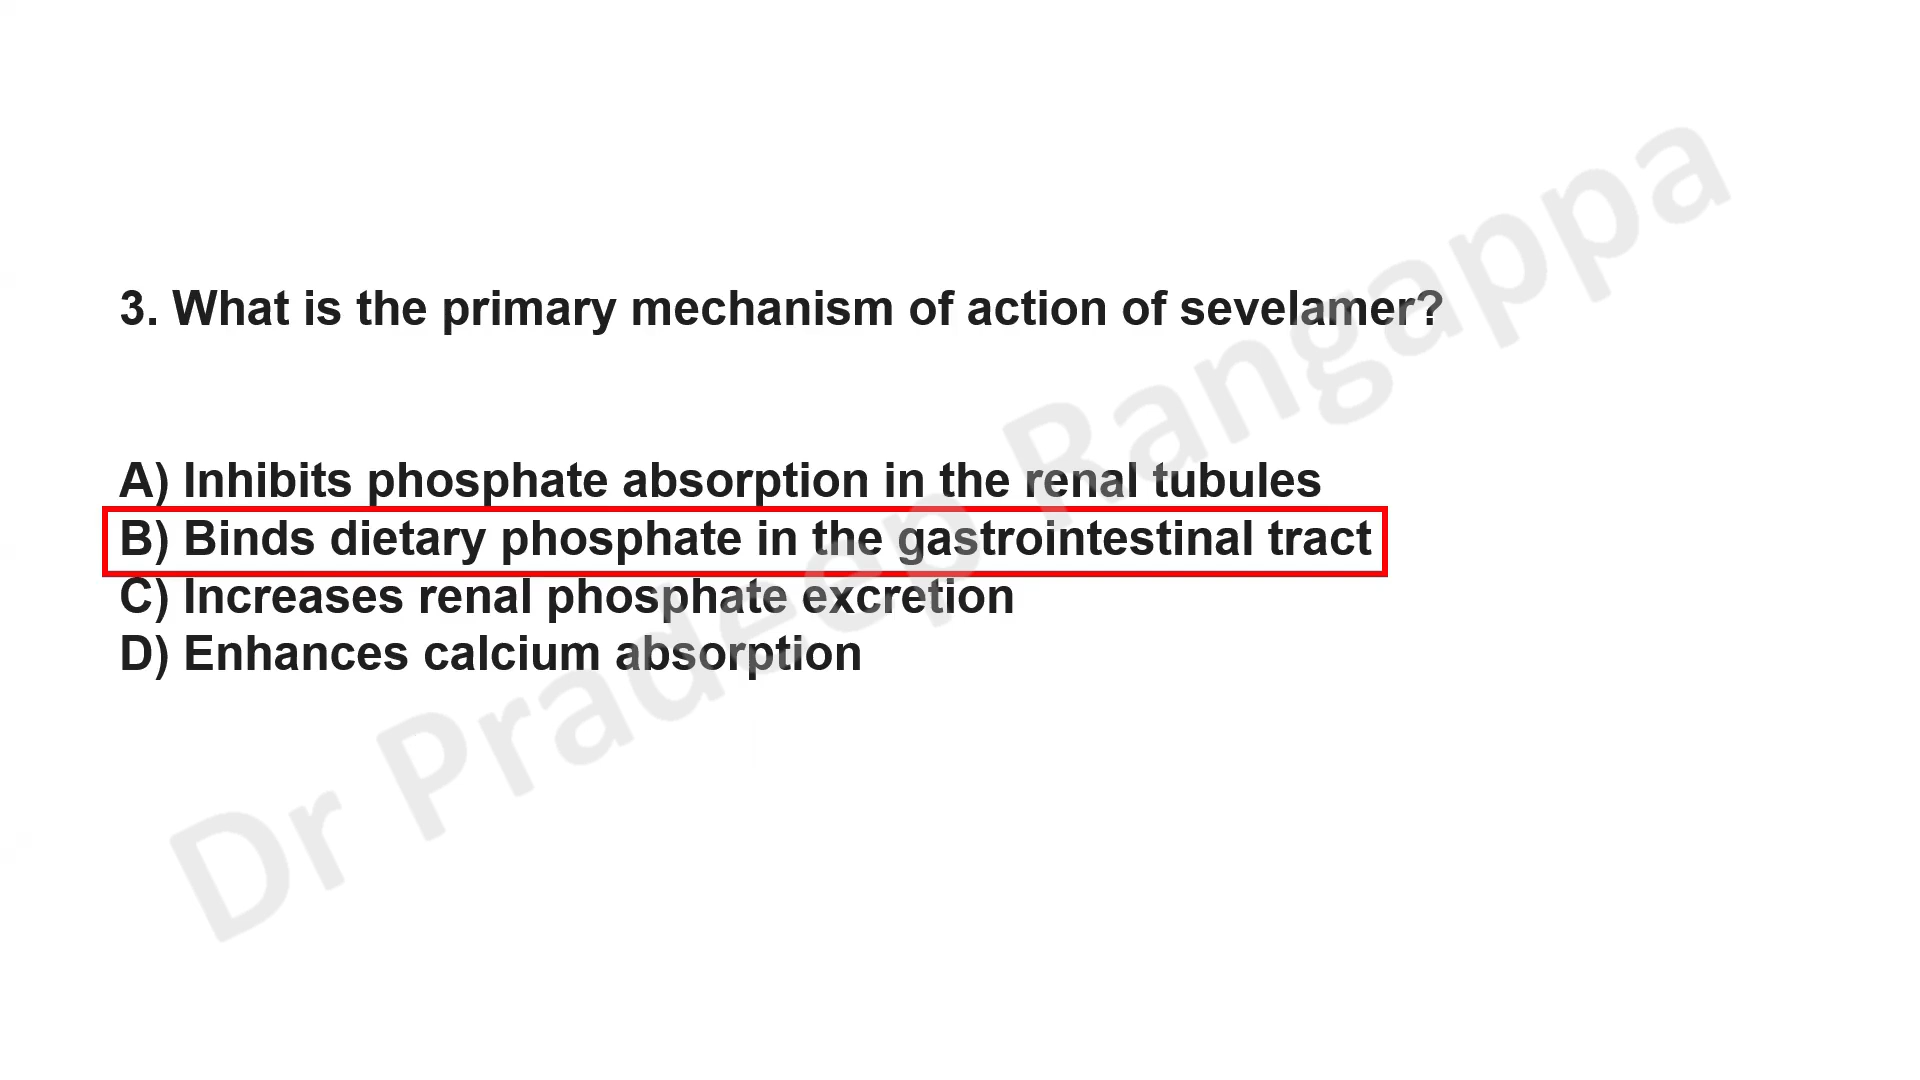 3. What is the primary mechanism of action of sevelamer?
A) Inhibits phosphate absorption in the renal tubules
B) Binds dietary phosphate in the gastrointestinal tract
C) Increases renal phosphate excretion
D) Enhances calcium absorption
Dr Pradeep Rangappa